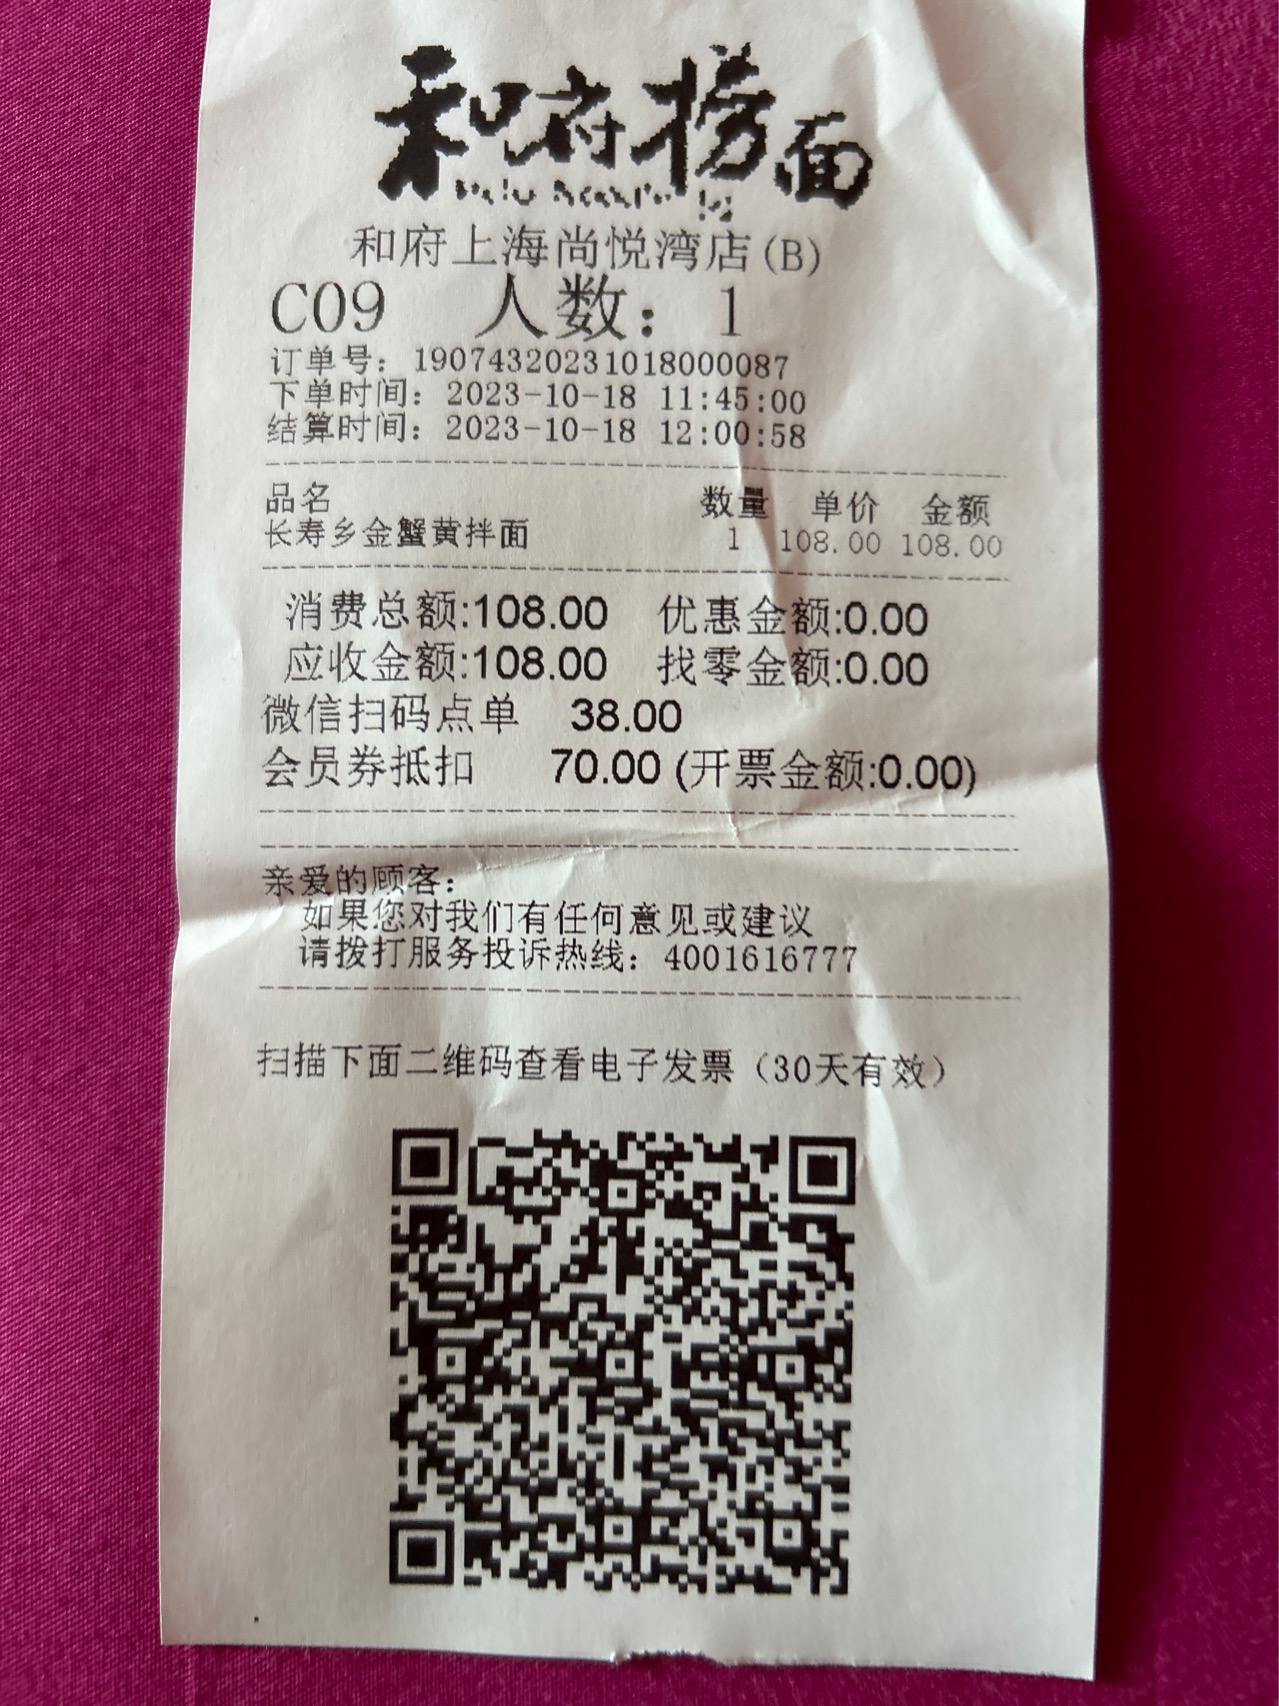 和府捞面
和府上海尚悦湾店(B)
C09 人数：1
订单号：19074320231018000087
下单时间：2023-10-18 11:45:00
结算时间：2023-10-18 12:00:58
品名 数量 单价 金额
长寿乡金蟹黄拌面 1 108.00 108.00
消费总额:108.00 优惠金额:0.00
应收金额:108.00 找零金额:0.00
微信扫码点单 38.00
会员券抵扣 70.00 (开票金额:0.00)
亲爱的顾客：
如果您对我们有任何意见或建议
请拨打服务投诉热线：4001616777
扫描下面二维码查看电子发票（30天有效）